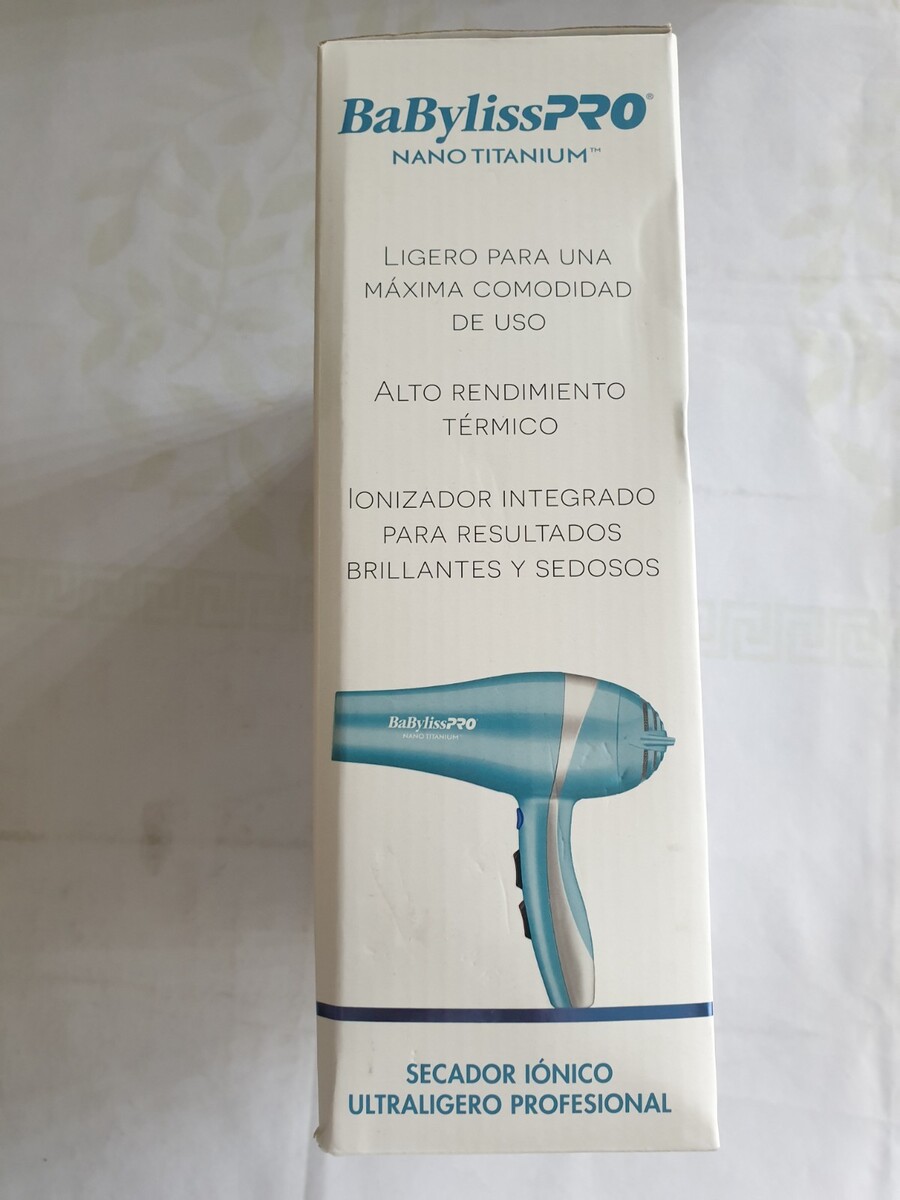 BaBylissPRO®
NANO TITANIUM™
LIGERO PARA UNA
MÁXIMA COMODIDAD
DE USO
ALTO RENDIMIENTO
TÉRMICO
IONIZADOR INTEGRADO
PARA RESULTADOS
BRILLANTES Y SEDOSOS
BaBylissPRO®
NANO TITANIUM™
SECADOR IÓNICO
ULTRALIGERO PROFESIONAL